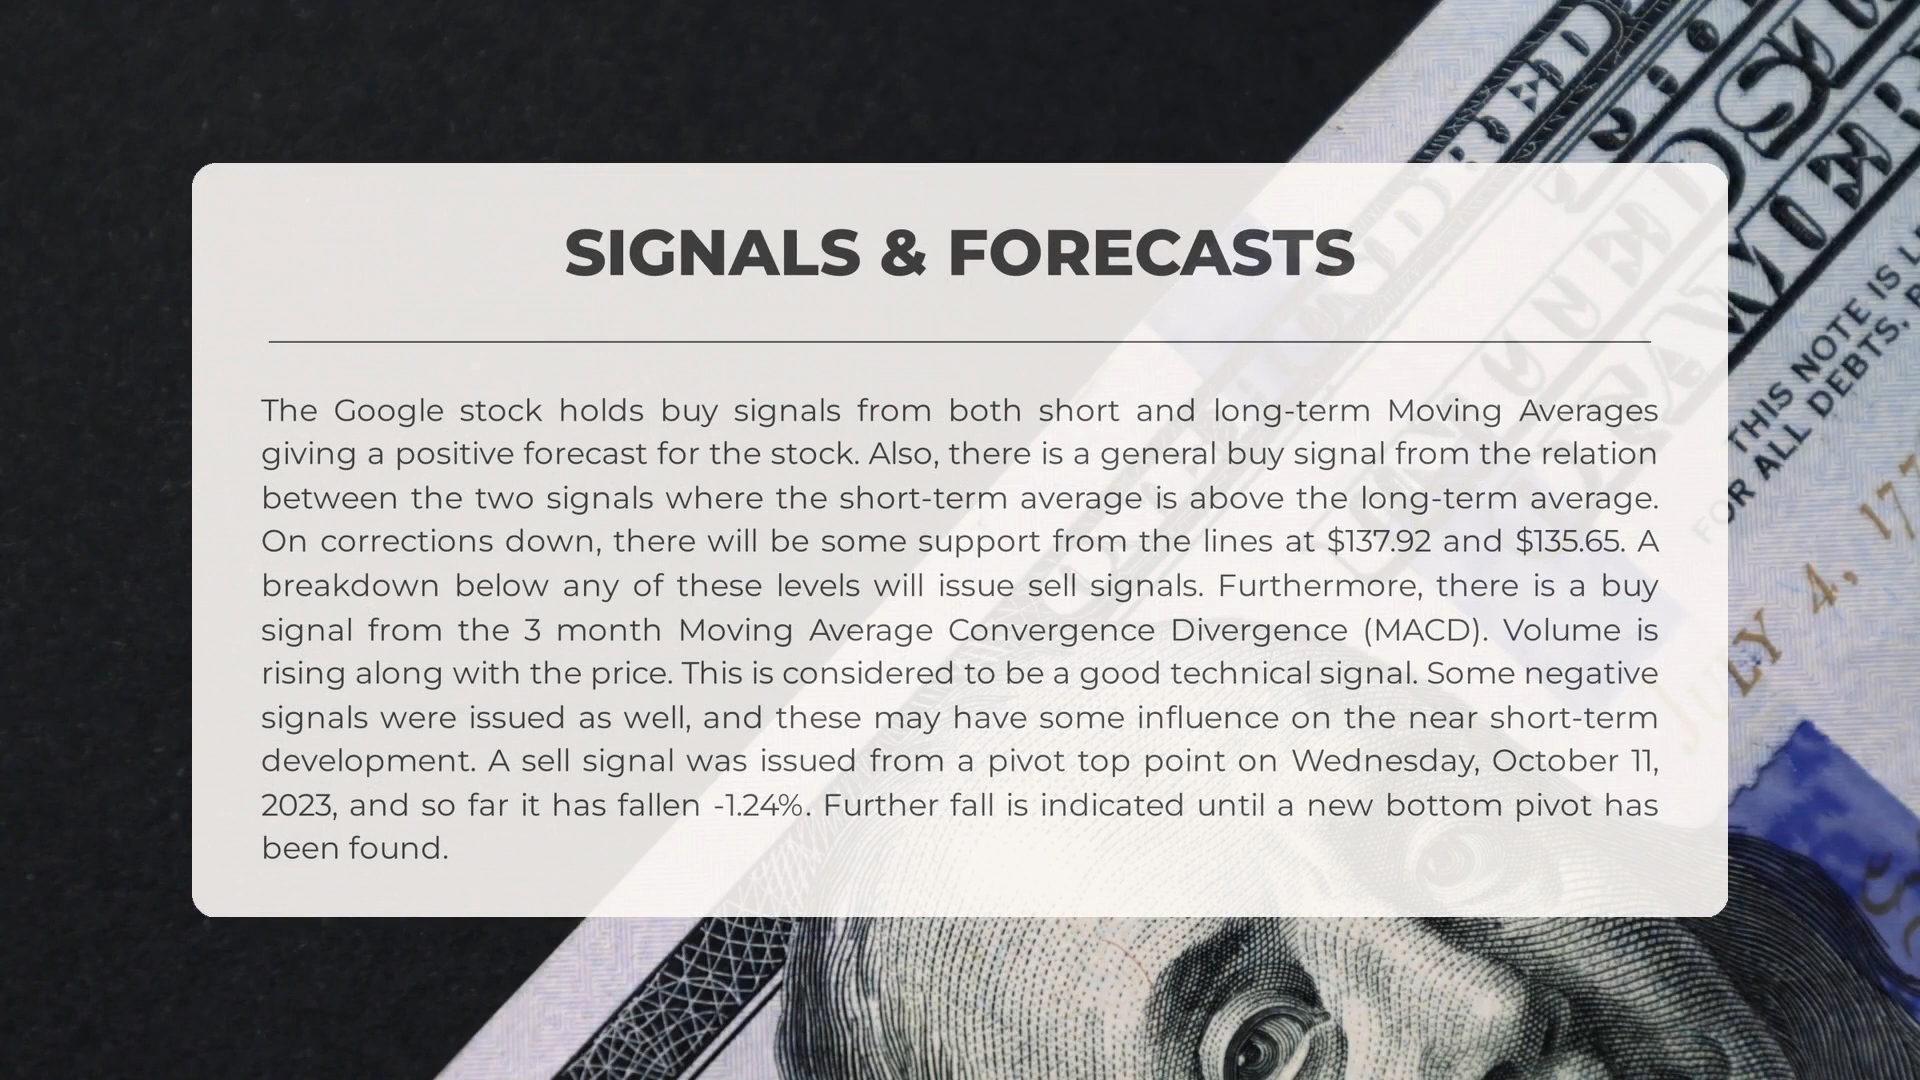 SIGNALS & FORECASTS
The Google stock holds buy signals from both short and long-term Moving Averages
giving a positive forecast for the stock. Also, there is a general buy signal from the relation
between the two signals where the short-term average is above the long-term average.
On corrections down, there will be some support from the lines at $137.92 and $135.65. A
breakdown below any of these levels will issue sell signals. Furthermore, there is a buy
signal from the 3 month Moving Average Convergence Divergence (MACD). Volume is
rising along with the price. This is considered to be a good technical signal. Some negative
signals were issued as well, and these may have some influence on the near short-term
development. A sell signal was issued from a pivot top point on Wednesday, October 11,
2023, and so far it has fallen -1.24%. Further fall is indicated until a new bottom pivot has
been found.
THIS NOTE IS
FOR ALL DEBTS,
JULY 4, 177